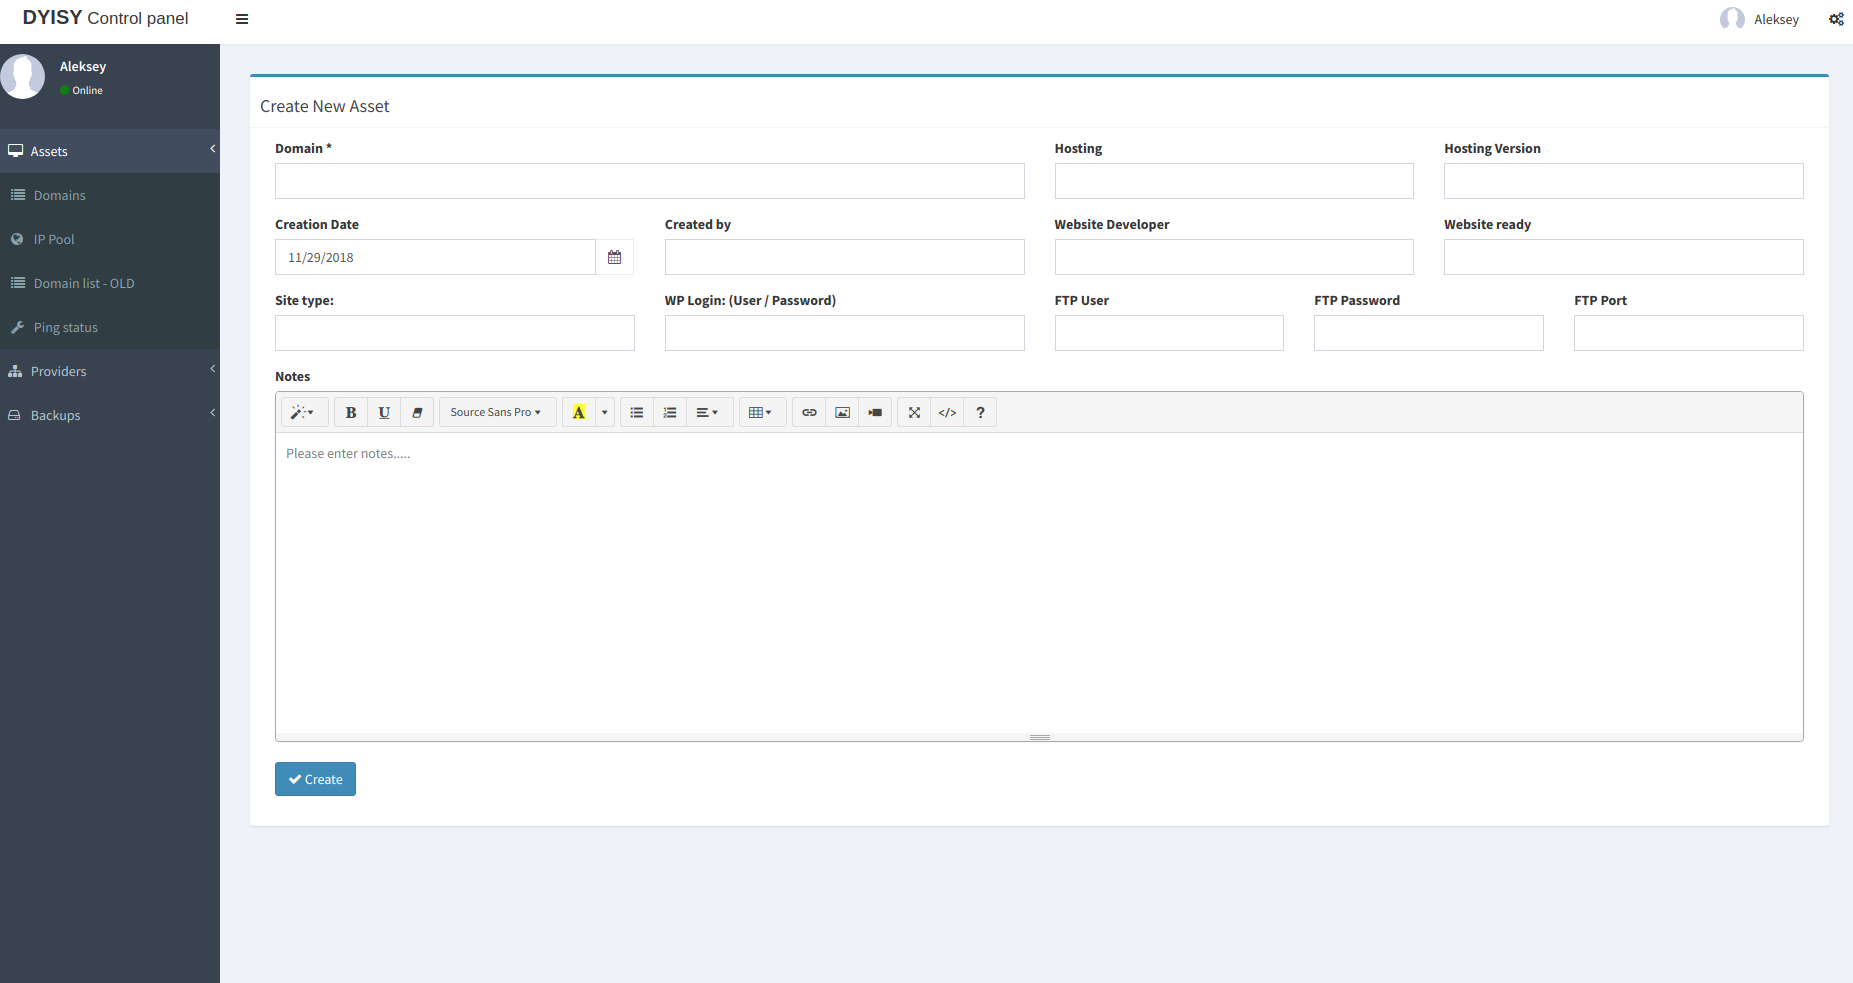 DYISY Control panel
Aleksey
Aleksey
Online
Assets
Domains
IP Pool
Domain list - OLD
Ping status
Providers
Backups
Create New Asset
Domain *
Hosting
Hosting Version
Creation Date
Created by
Website Developer
Website ready
11/29/2018
Site type:
WP Login: (User / Password)
FTP User
FTP Password
FTP Port
Notes
B U Source Sans Pro A </> ?
Please enter notes.....
Create